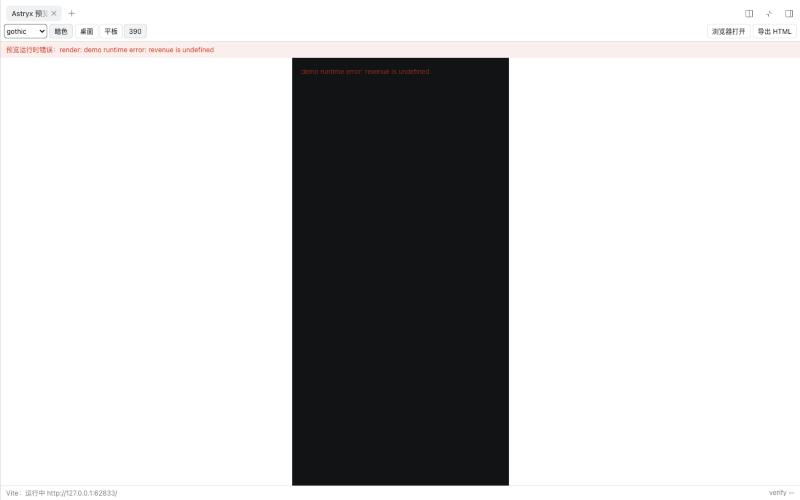 Astryx 预
gothic 暗色 桌面 平板 390 浏览器打开 导出 HTML
预览运行时错误：render: demo runtime error: revenue is undefined
demo runtime error: revenue is undefined
Vite：运行中 http://127.0.0.1:62833/ verify —